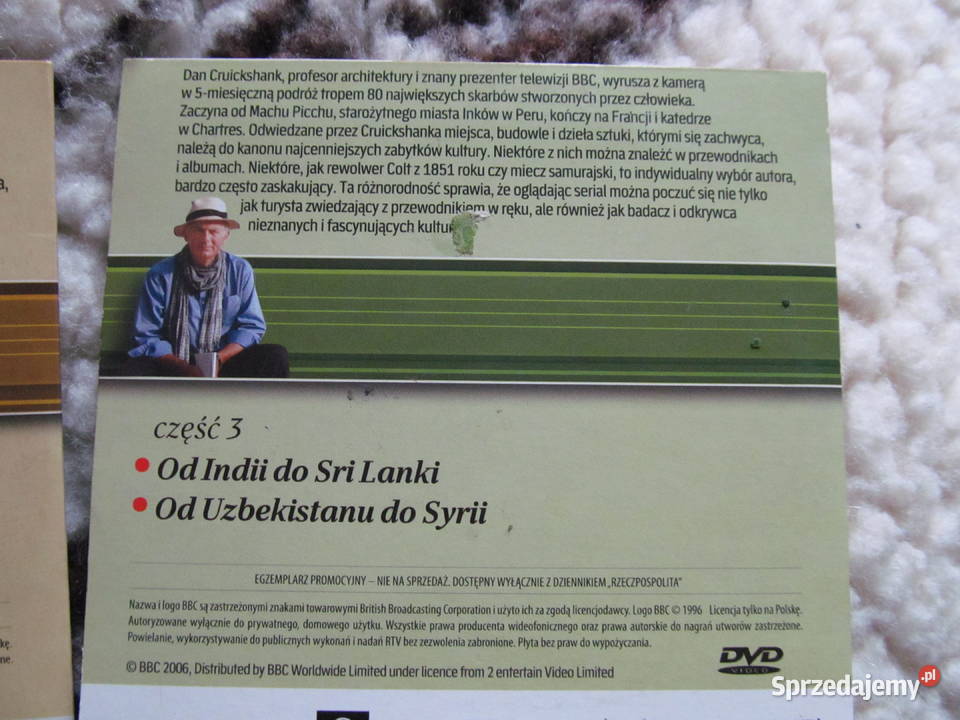 Dan Cruickshank, profesor architektury i znany prezenter telewizji BBC, wyrusza z kamerą
w 5-miesięczną podróż tropem 80 największych skarbów stworzonych przez człowieka.
Zaczyna od Machu Picchu, starożytnego miasta Inków w Peru, kończy na Francji i katedrze
w Chartres. Odwiedzane przez Cruickshanka miejsca, budowle i dzieła sztuki, którymi się zachwyca,
należą do kanonu najcenniejszych zabytków kultury. Niektóre z nich można znaleźć w przewodnikach
i albumach. Niektóre, jak rewolwer Colt z 1851 roku czy miecz samurajski, to indywidualny wybór autora,
bardzo często zaskakujący. Ta różnorodność sprawia, że oglądając serial można poczuć się nie tylko
jak turysta zwiedzający z przewodnikiem w ręku, ale również jak badacz i odkrywca
nieznanych i fascynujących
część 3
• Od Indii do Sri Lanki
• Od Uzbekistanu do Syrii
EGZEMPLARZ PROMOCYJNY – NIE NA SPRZEDAŻ. DOSTĘPNY WYŁĄCZNIE Z DZIENNIKIEM „RZECZPOSPOLITA"
Nazwa i logo BBC są zastrzeżonymi znakami towarowymi British Broadcasting Corporation i użyto ich za zgodą licencjodawcy. Logo BBC © 1996 Licencja tylko na Polskę.
Autoryzowane wyłącznie do prywatnego, domowego użytku. Wszystkie prawa producenta wideofonicznego oraz prawa autorskie do nagrań utworów zastrzeżone.
Powielanie, wykorzystywanie do publicznych wykonań i nadań RTV bez zezwolenia zabronione. Płyta bez praw do wypożyczania.
© BBC 2006, Distributed by BBC Worldwide Limited under licence from 2 entertain Video Limited
DVD
VIDEO
Sprzedajemy.pl